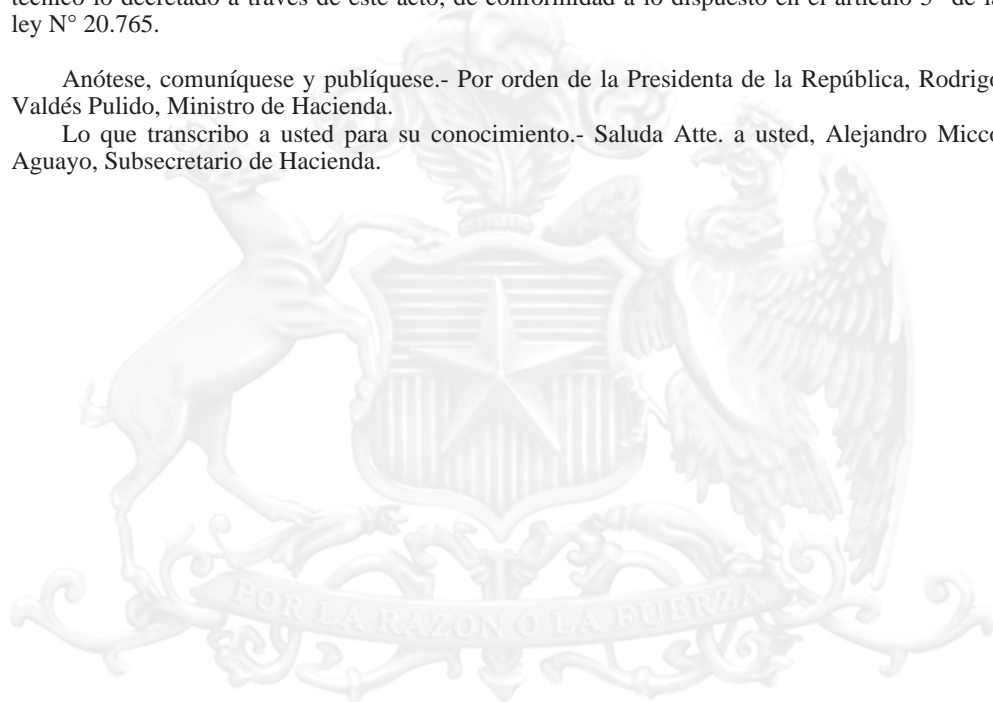 técnico lo decretado a través de este acto, de conformidad a lo dispuesto en el artículo 3° de la
ley N° 20.765.
Anótese, comuníquese y publíquese.- Por orden de la Presidenta de la República, Rodrigo
Valdés Pulido, Ministro de Hacienda.
Lo que transcribo a usted para su conocimiento.- Saluda Atte. a usted, Alejandro Micco
Aguayo, Subsecretario de Hacienda.
POR LA RAZON O LA FUERZA